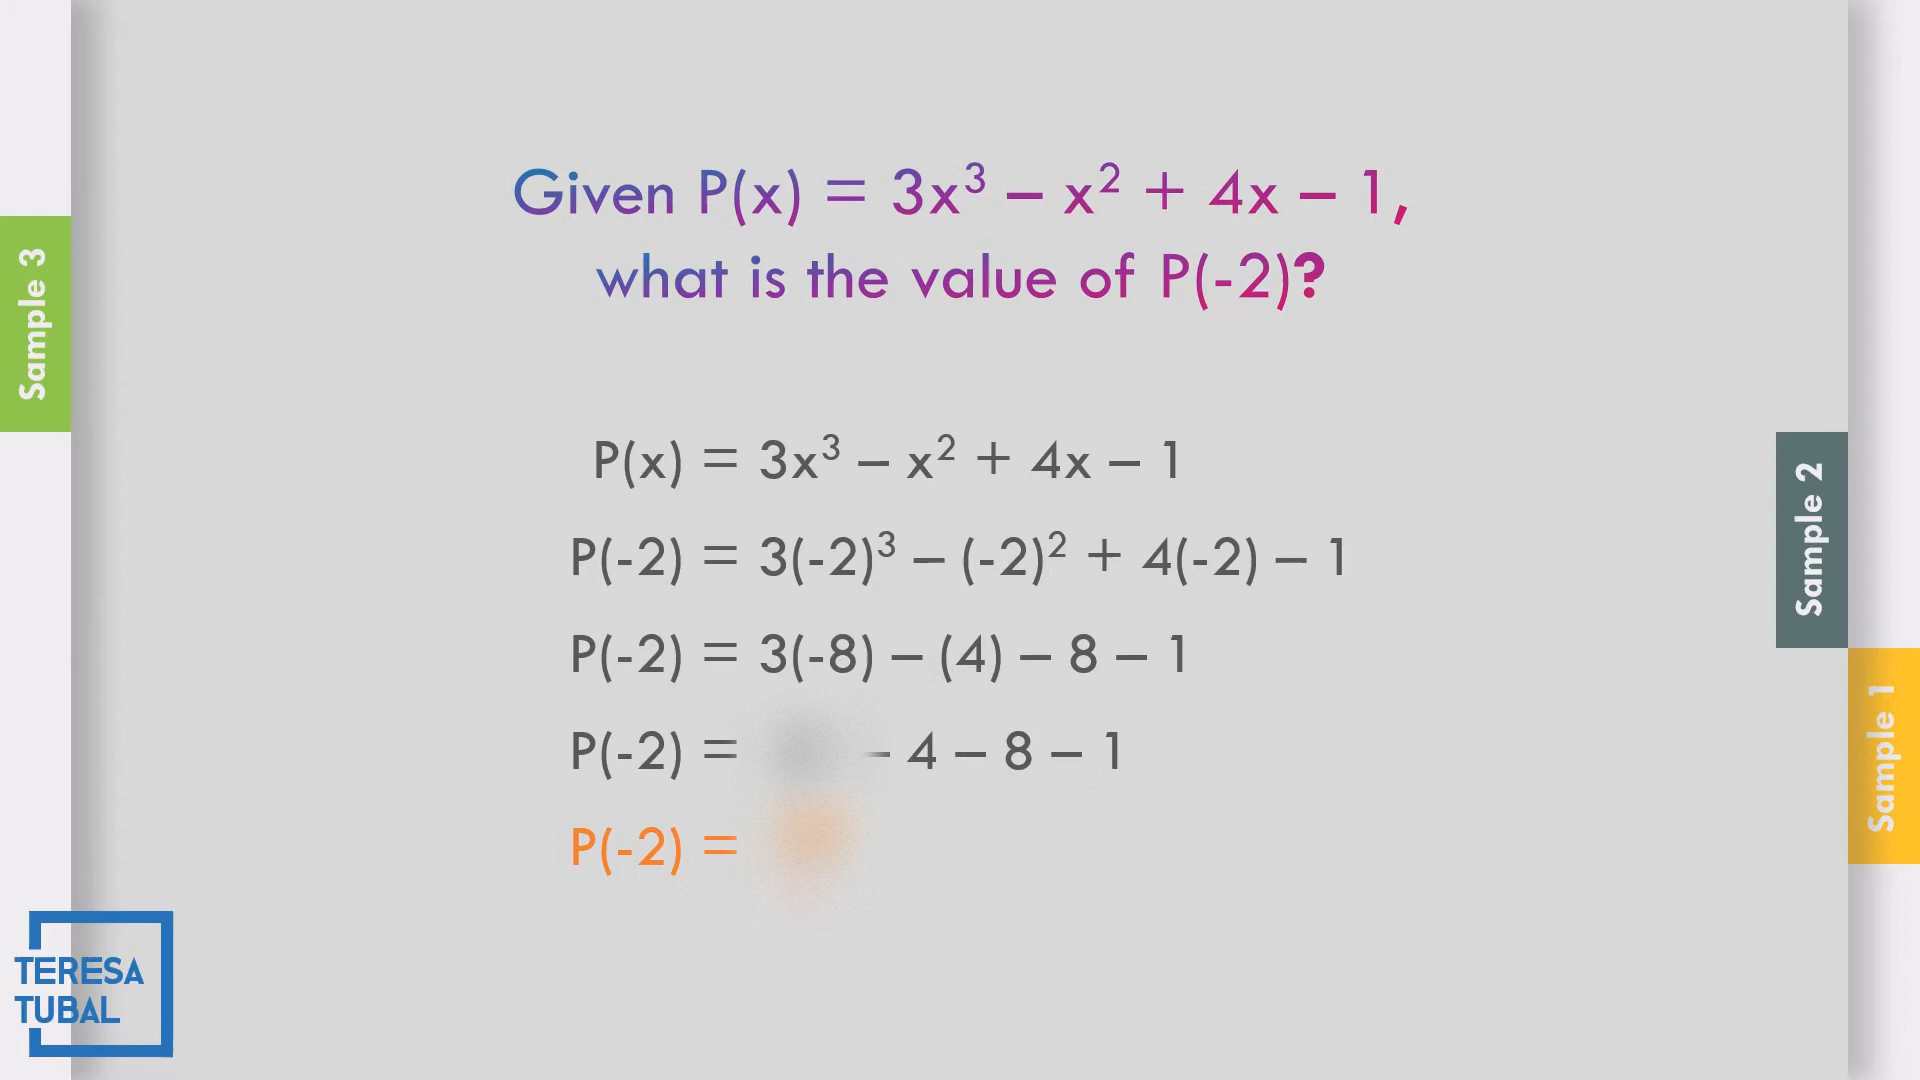 Given P(x) = 3x³ – x² + 4x – 1,
what is the value of P(-2)?
P(x) = 3x³ – x² + 4x – 1
P(-2) = 3(-2)³ – (-2)² + 4(-2) – 1
P(-2) = 3(-8) – (4) – 8 – 1
P(-2) = – 4 – 8 – 1
P(-2) =
Sample 3
Sample 2
Sample 1
TERESA
TUBAL